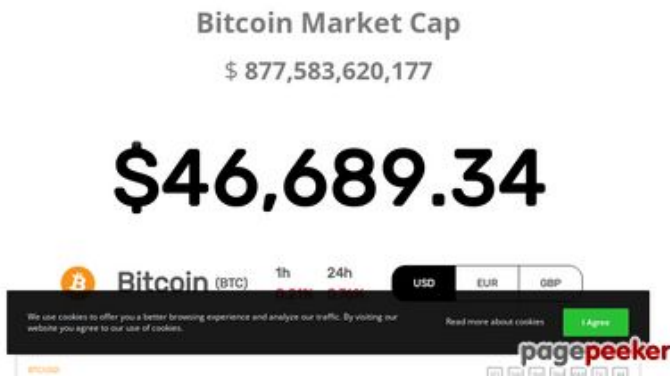 Bitcoin Market Cap
$ 877,583,620,177
$46,689.34
Bitcoin (BTC)
1h
24h
USD
EUR
GBP
We use cookies to offer you a better browsing experience and analyze our traffic. By visiting our
website you agree to our use of cookies.
Read more about cookies
I Agree
pagepeeker